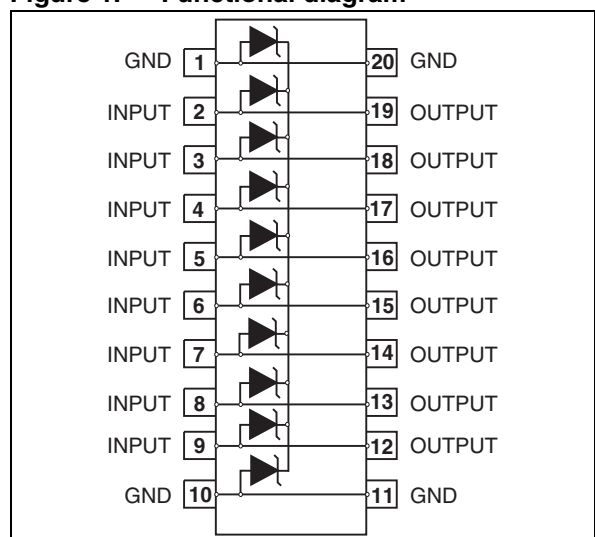 GND 1 20 GND
INPUT 2 19 OUTPUT
INPUT 3 18 OUTPUT
INPUT 4 17 OUTPUT
INPUT 5 16 OUTPUT
INPUT 6 15 OUTPUT
INPUT 7 14 OUTPUT
INPUT 8 13 OUTPUT
INPUT 9 12 OUTPUT
GND 10 11 GND